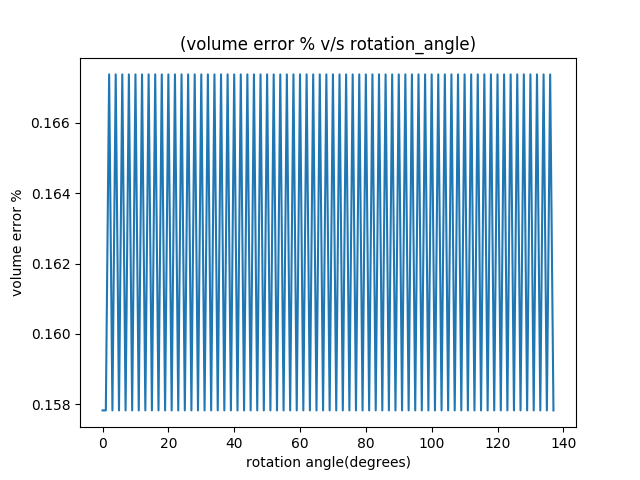 (volume error % v/s rotation_angle)
0.166
0.164
0.162
0.160
0.158
volume error %
0 20 40 60 80 100 120 140
rotation angle(degrees)